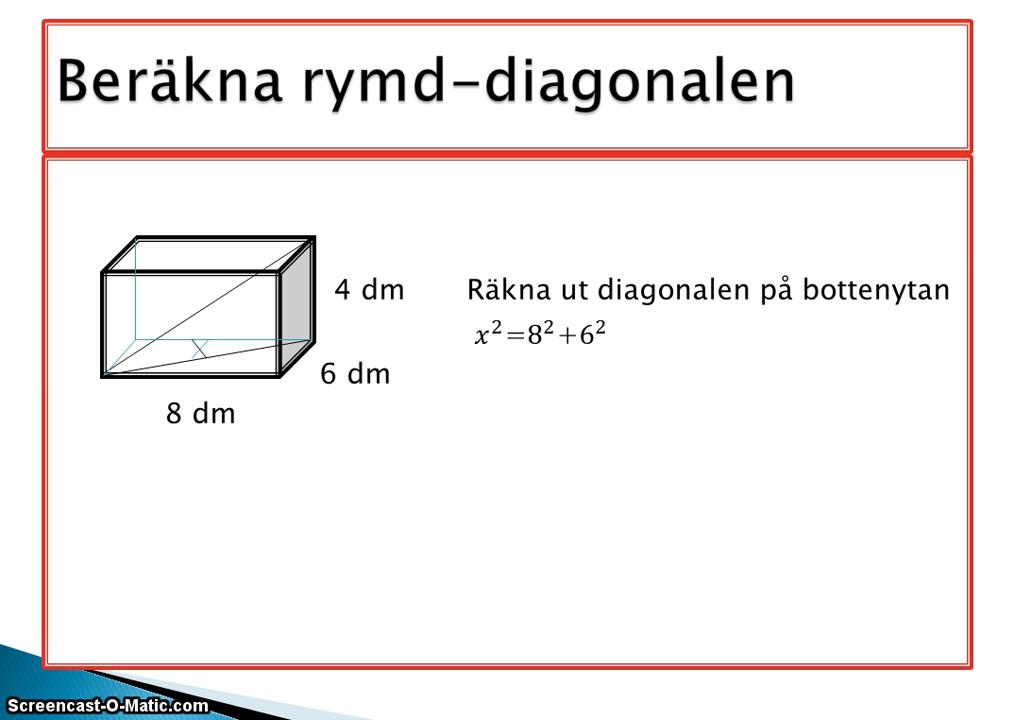 Beräkna rymd-diagonalen
4 dm
Räkna ut diagonalen på bottenytan
x²=8²+6²
X
6 dm
8 dm
Screencast-O-Matic.com